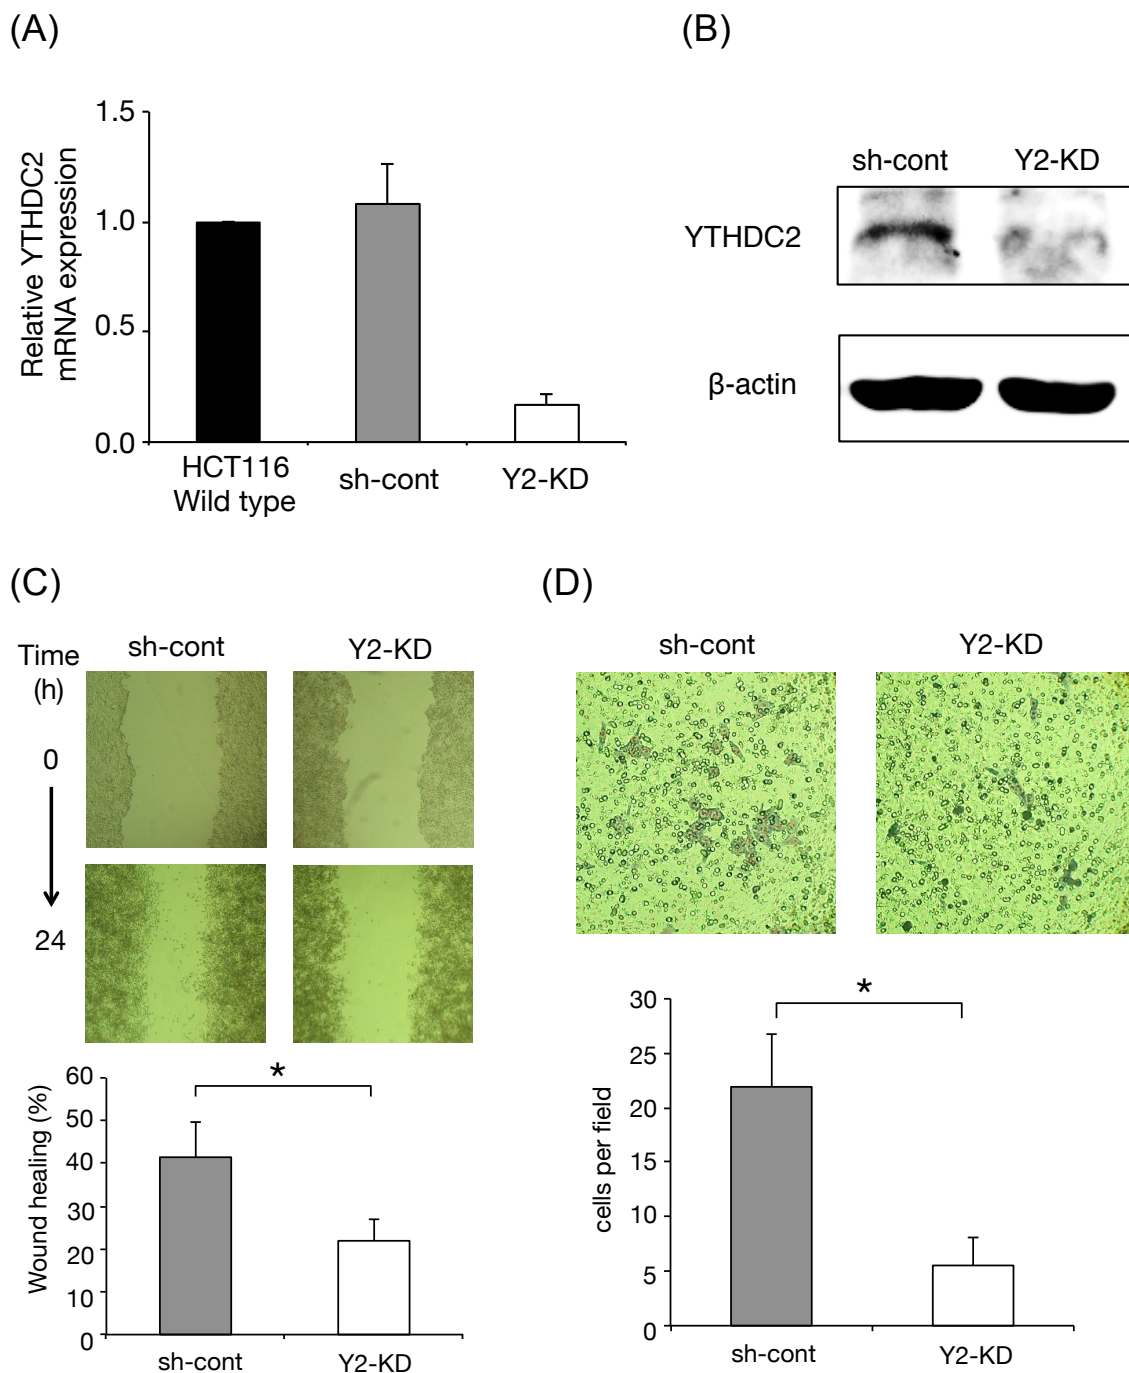 (A)
1.5
1.0
0.5
0.0
Relative YTHDC2
mRNA expression
HCT116
Wild type
sh-cont
Y2-KD
(B)
sh-cont
Y2-KD
YTHDC2
β-actin
(C)
Time
(h)
sh-cont
Y2-KD
0
24
60
50
40
30
20
10
0
Wound healing (%)
*
sh-cont
Y2-KD
(D)
sh-cont
Y2-KD
30
25
20
15
10
5
0
cells per field
*
sh-cont
Y2-KD